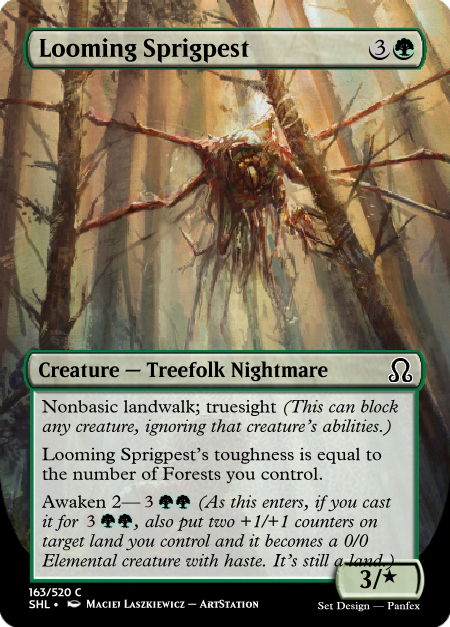 Looming Sprigpest 3
Creature — Treefolk Nightmare
Nonbasic landwalk; truesight (This can block
any creature, ignoring that creature's abilities.)
Looming Sprigpest's toughness is equal to
the number of Forests you control.
Awaken 2—3 (As this enters, if you cast
it for 3 , also put two +1/+1 counters on
target land you control and it becomes a 0/0
Elemental creature with haste. It's still a land.)
3/★
163/520 C
SHL • Maciej Laszkiewicz — ArtStation
Set Design — Panfex